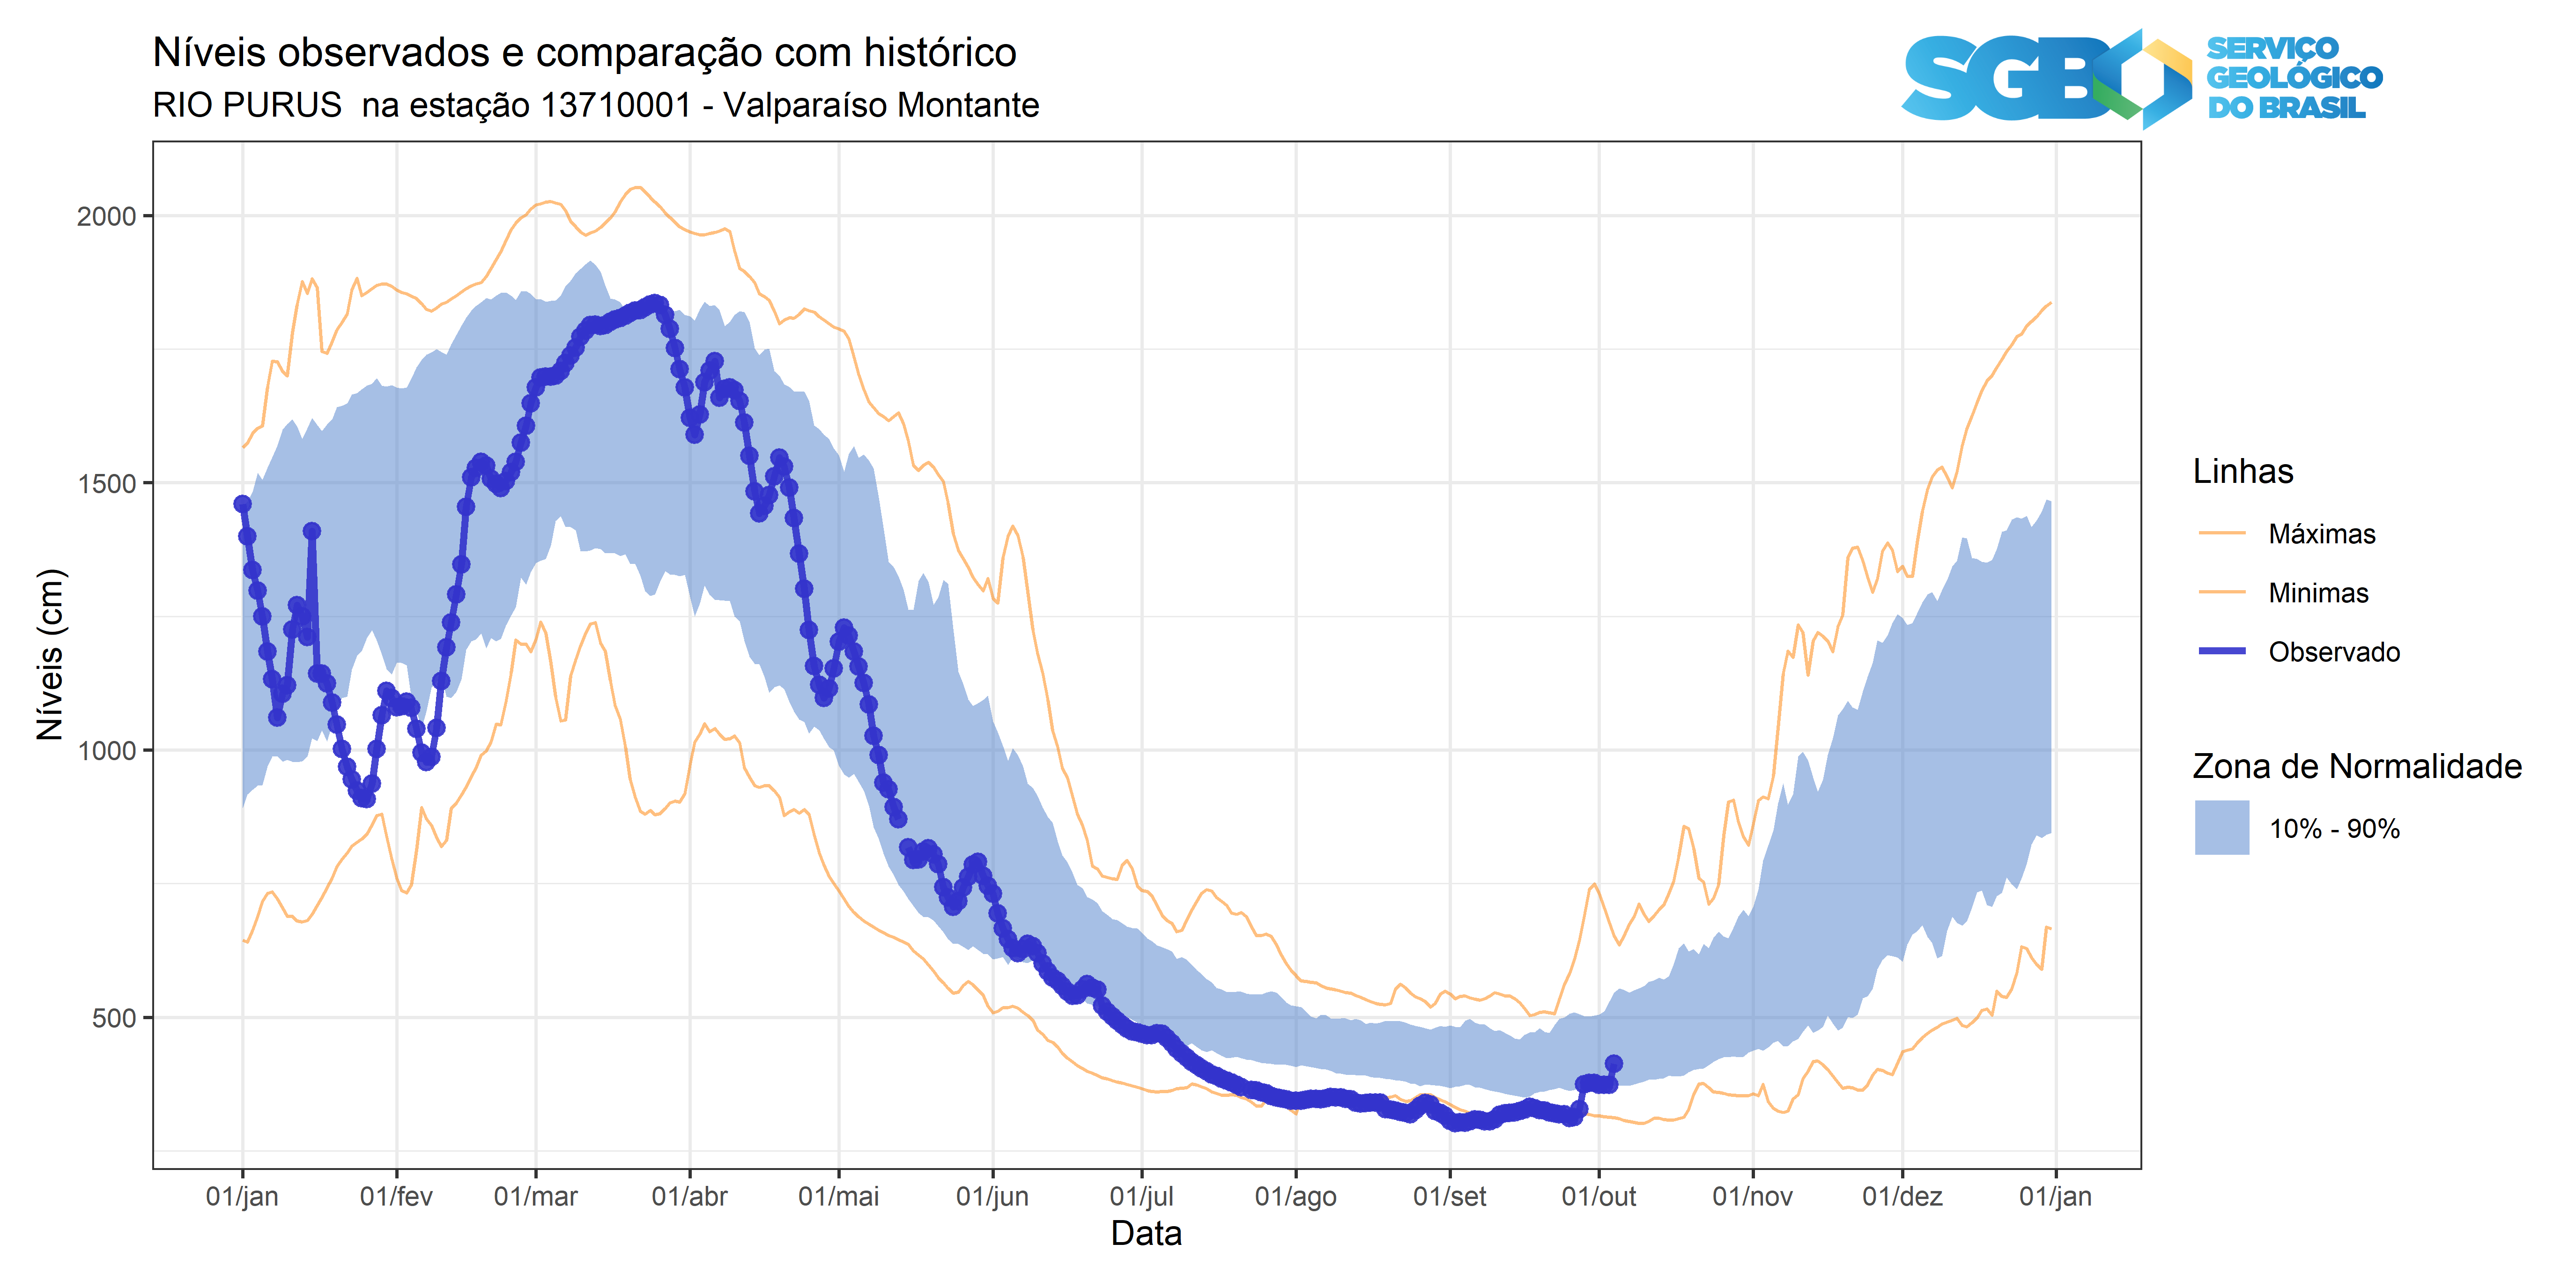 Níveis observados e comparação com histórico
RIO PURUS  na estação 13710001 - Valparaíso Montante
SGB
SERVIÇO
GEOLÓGICO
DO BRASIL
Níveis (cm)
2000
1500
1000
500
01/jan 01/fev 01/mar 01/abr 01/mai 01/jun 01/jul 01/ago 01/set 01/out 01/nov 01/dez 01/jan
Data
Linhas
Máximas
Minimas
Observado
Zona de Normalidade
10% - 90%